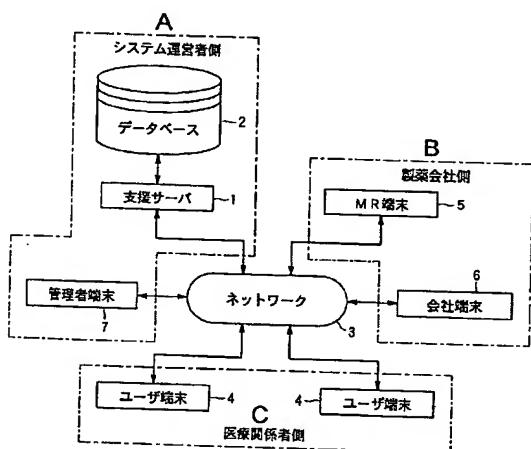 A
システム運営者側
データベース
2
支援サーバ
1
B
製薬会社側
MR端末
5
管理者端末
7
ネットワーク
3
6
会社端末
ユーザ端末
4
C
4
ユーザ端末
医療関係者側